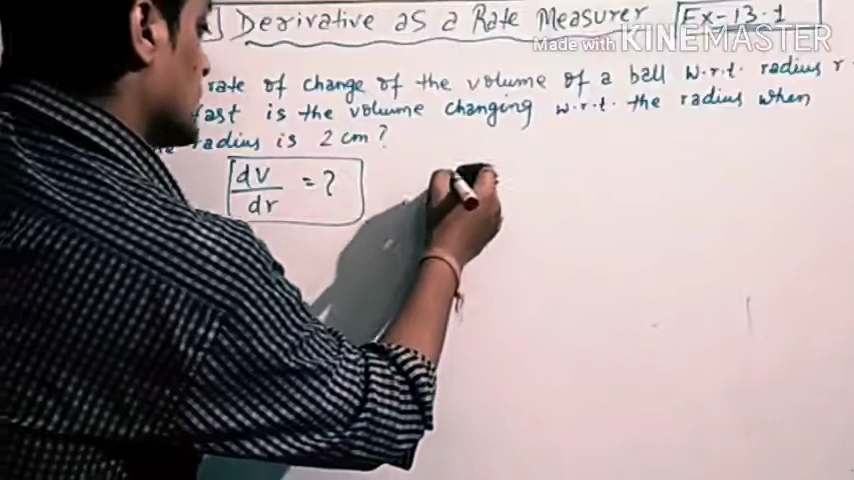 Derivative as a Rate Measurer Ex-13.1
Made with KINEMASTER
rate of change of the volume of a ball w.r.t. radius r.
fast is the volume changing w.r.t. the radius when
radius is 2 cm?
dV
dr
= ?